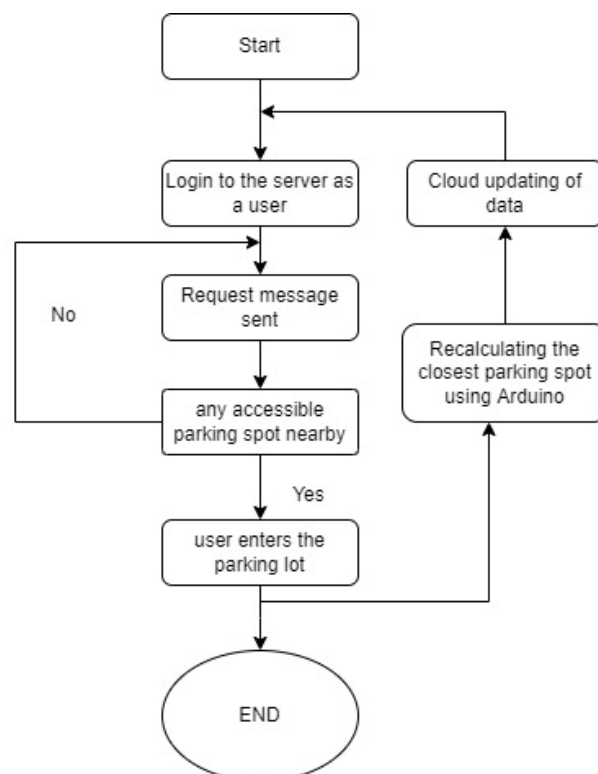 Start
Login to the server as
a user
Cloud updating of
data
No
Request message
sent
Recalculating the
closest parking spot
using Arduino
any accessible
parking spot nearby
Yes
user enters the
parking lot
END